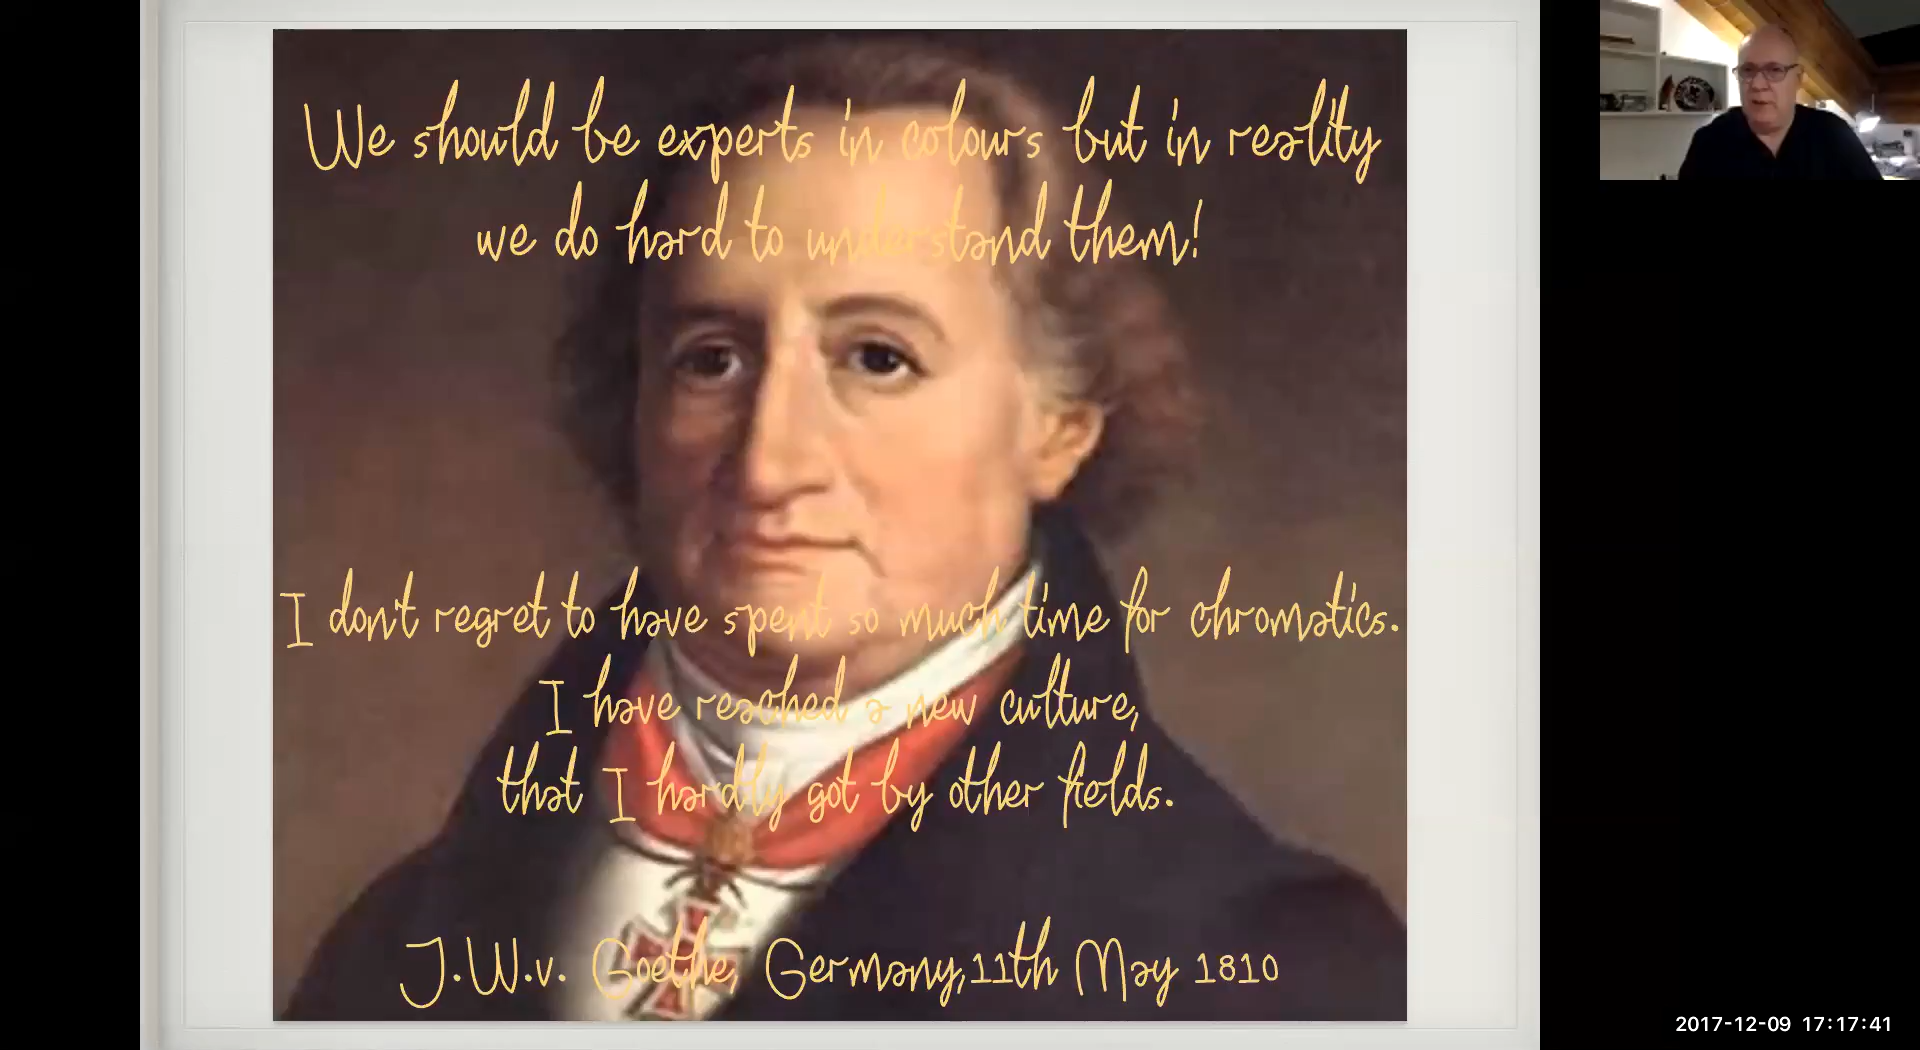 We should be experts in colours but in reality
we do hard to understand them!
I don't regret to have spent so much time for chromatics.
I have reached a new culture,
that I hardly got by other fields.
J.W.v. Goethe, Germany,11th May 1810
2017-12-09 17:17:41